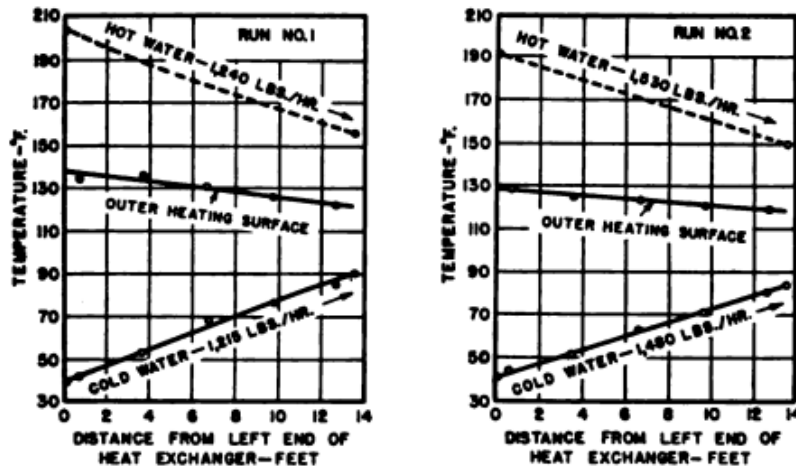 210
190
170
150
130
110
90
70
50
30
TEMPERATURE-°F.
RUN NO.1
HOT WATER-1,240 LBS./HR.
OUTER HEATING SURFACE
COLD WATER-1,215 LBS./HR.
0 2 4 6 8 10 12 14
DISTANCE FROM LEFT END OF
HEAT EXCHANGER-FEET
210
190
170
150
130
110
90
70
50
30
TEMPERATURE-°F.
RUN NO.2
HOT WATER-1,630 LBS./HR.
OUTER HEATING SURFACE
COLD WATER-1,480 LBS./HR.
0 2 4 6 8 10 12 14
DISTANCE FROM LEFT END OF
HEAT EXCHANGER-FEET